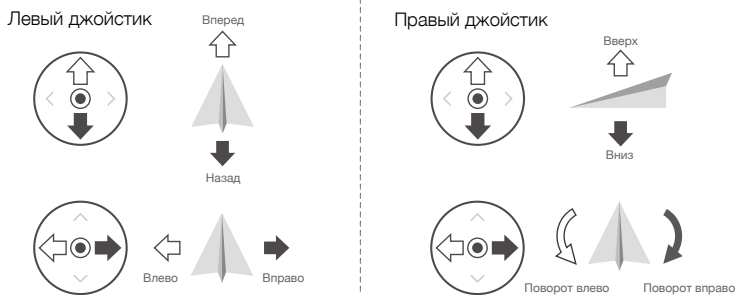 Левый джойстик
Вперед
Назад
Влево
Вправо
Правый джойстик
Вверх
Вниз
Поворот влево
Поворот вправо